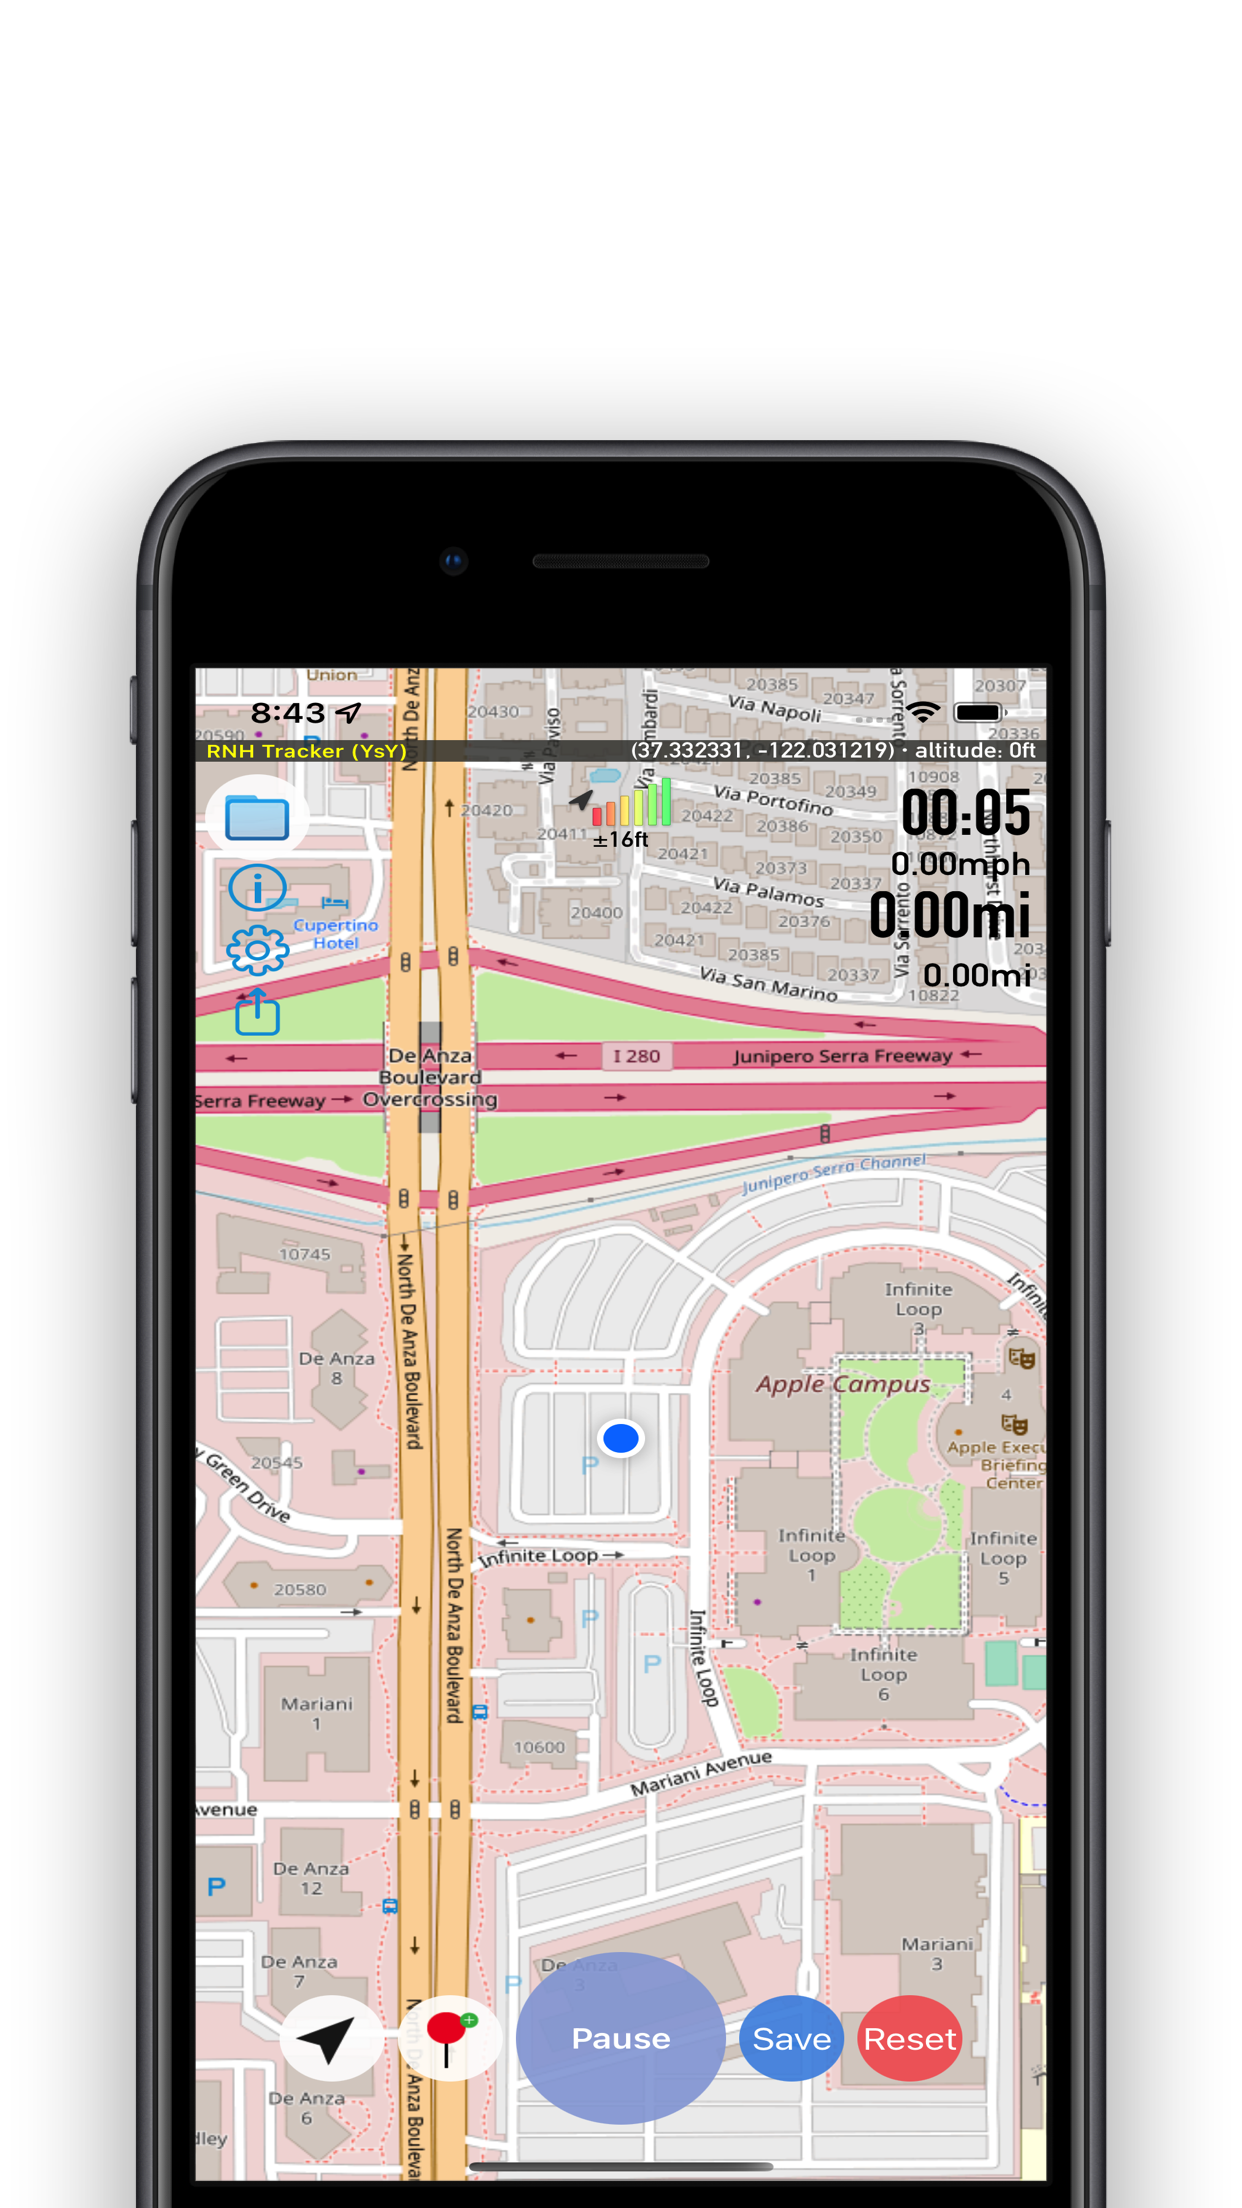 Union
20430
Via Napoli
20385
20347
20307
8:43
20590
20336
RNH Tracker (YsY)
(37.332331, -122.031219) • altitude: 0ft
North De Anza
Via Paviso
Via Lombardi
20385
20349
10908
00:05
20420
Via Portofino
20411
20422
20386
20350
±16ft
0.00mph
20421
20373
20337
Via Palamos
0.00mi
20400
20422
20376
Via Sorrento
Cupertino
Hotel
20421
20385
20337
0.00mi
Via San Marino
10822
De Anza
Boulevard
Overcrossing
I 280
Junipero Serra Freeway
Serra Freeway
Junipero Serra Channel
10745
North De Anza Boulevard
Infinite
Loop
3
De Anza
8
Apple Campus
4
20545
Apple Execu
Briefing
Center
y Green Drive
Infinite
Loop
1
Infinite
Loop
5
Infinite Loop
20580
North De Anza Boulevard
P
P
P
Infinite Loop
Infinite
Loop
6
Mariani
1
10600
Mariani Avenue
Avenue
De Anza
12
P
De Anza
7
P
De Anza
3
Mariani
3
Pause
Save
Reset
De Anza
6
dley